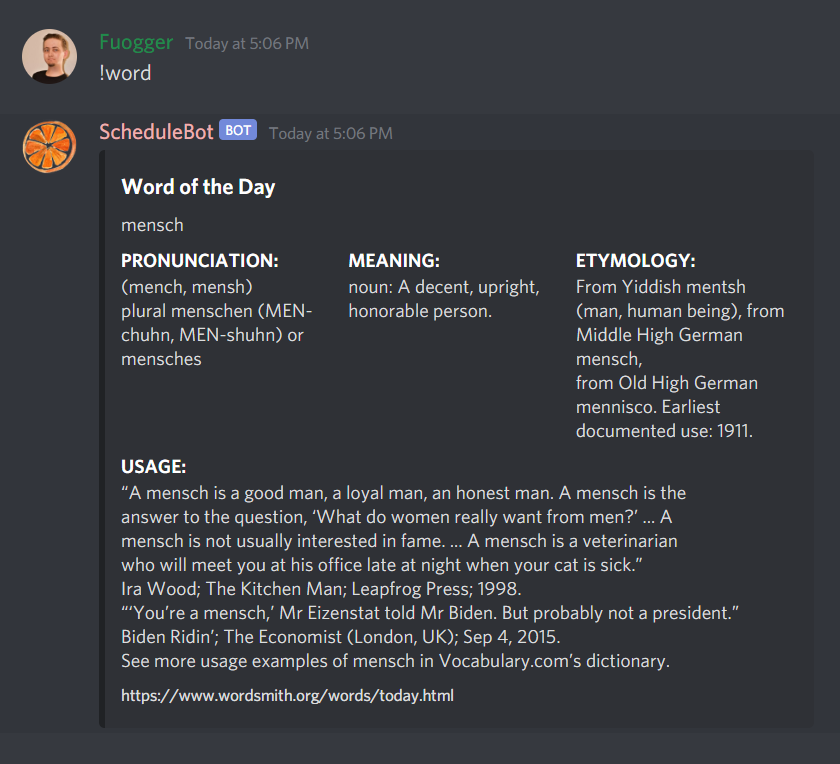 Fuogger Today at 5:06 PM
!word
ScheduleBot BOT Today at 5:06 PM
Word of the Day
mensch
PRONUNCIATION:
(mench, mensh)
plural menschen (MEN-
chuhn, MEN-shuhn) or
mensches
MEANING:
noun: A decent, upright,
honorable person.
ETYMOLOGY:
From Yiddish mentsh
(man, human being), from
Middle High German
mensch,
from Old High German
mennisco. Earliest
documented use: 1911.
USAGE:
“A mensch is a good man, a loyal man, an honest man. A mensch is the
answer to the question, ‘What do women really want from men?’ ... A
mensch is not usually interested in fame. ... A mensch is a veterinarian
who will meet you at his office late at night when your cat is sick.”
Ira Wood; The Kitchen Man; Leapfrog Press; 1998.
“‘You’re a mensch,’ Mr Eizenstat told Mr Biden. But probably not a president.”
Biden Ridin’; The Economist (London, UK); Sep 4, 2015.
See more usage examples of mensch in Vocabulary.com’s dictionary.
https://www.wordsmith.org/words/today.html